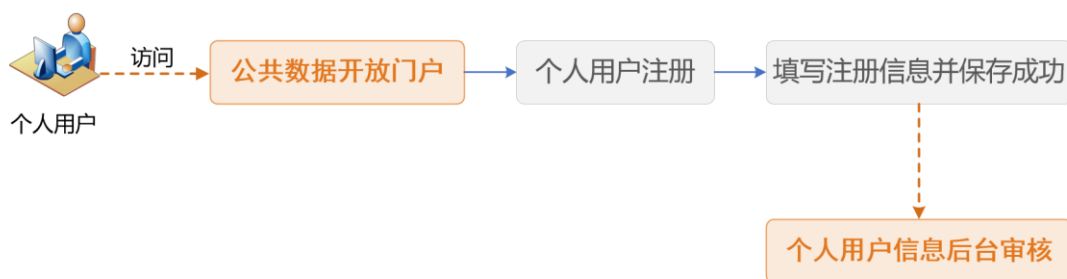 访问
个人用户
公共数据开放门户
个人用户注册
填写注册信息并保存成功
个人用户信息后台审核